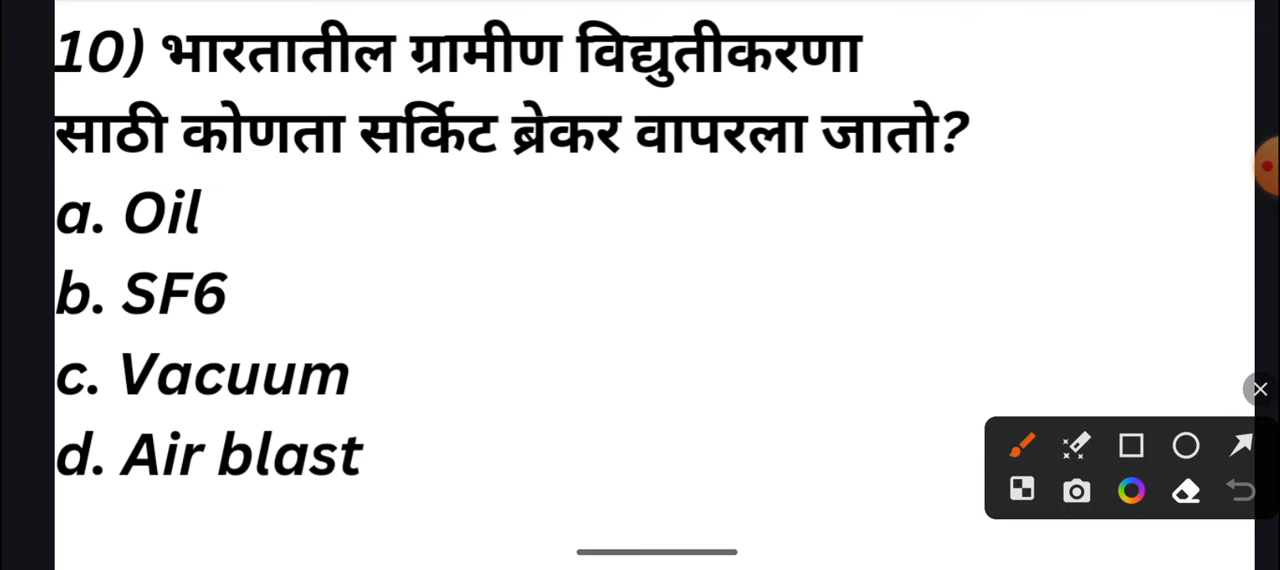 10) भारतातील ग्रामीण विद्युतीकरणा
साठी कोणता सर्किट ब्रेकर वापरला जातो?
a. Oil
b. SF6
c. Vacuum
d. Air blast